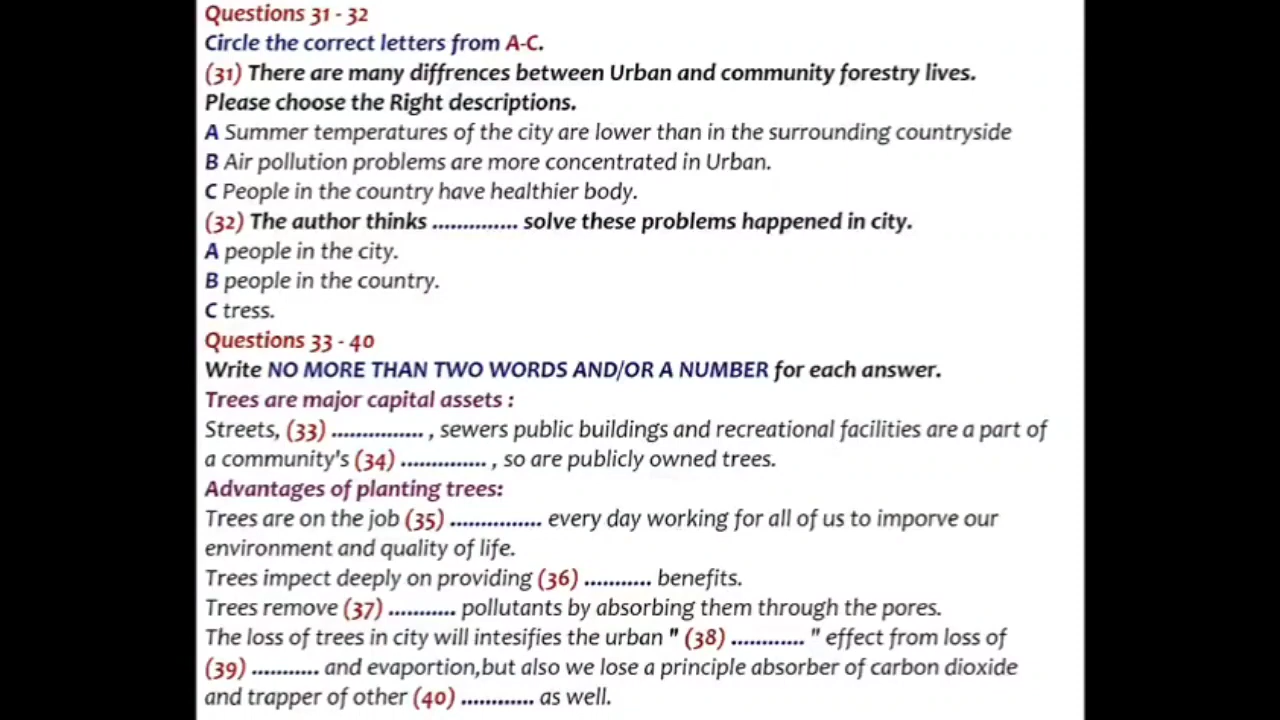 Questions 31 - 32
Circle the correct letters from A-C.
(31) There are many diffrences between Urban and community forestry lives.
Please choose the Right descriptions.
A Summer temperatures of the city are lower than in the surrounding countryside
B Air pollution problems are more concentrated in Urban.
C People in the country have healthier body.
(32) The author thinks .............. solve these problems happened in city.
A people in the city.
B people in the country.
C tress.
Questions 33 - 40
Write NO MORE THAN TWO WORDS AND/OR A NUMBER for each answer.
Trees are major capital assets :
Streets, (33) ............... , sewers public buildings and recreational facilities are a part of
a community's (34) .............. , so are publicly owned trees.
Advantages of planting trees:
Trees are on the job (35) ............... every day working for all of us to imporve our
environment and quality of life.
Trees impect deeply on providing (36) ........... benefits.
Trees remove (37) ........... pollutants by absorbing them through the pores.
The loss of trees in city will intesifies the urban " (38) ............ " effect from loss of
(39) ........... and evaportion,but also we lose a principle absorber of carbon dioxide
and trapper of other (40) ............ as well.